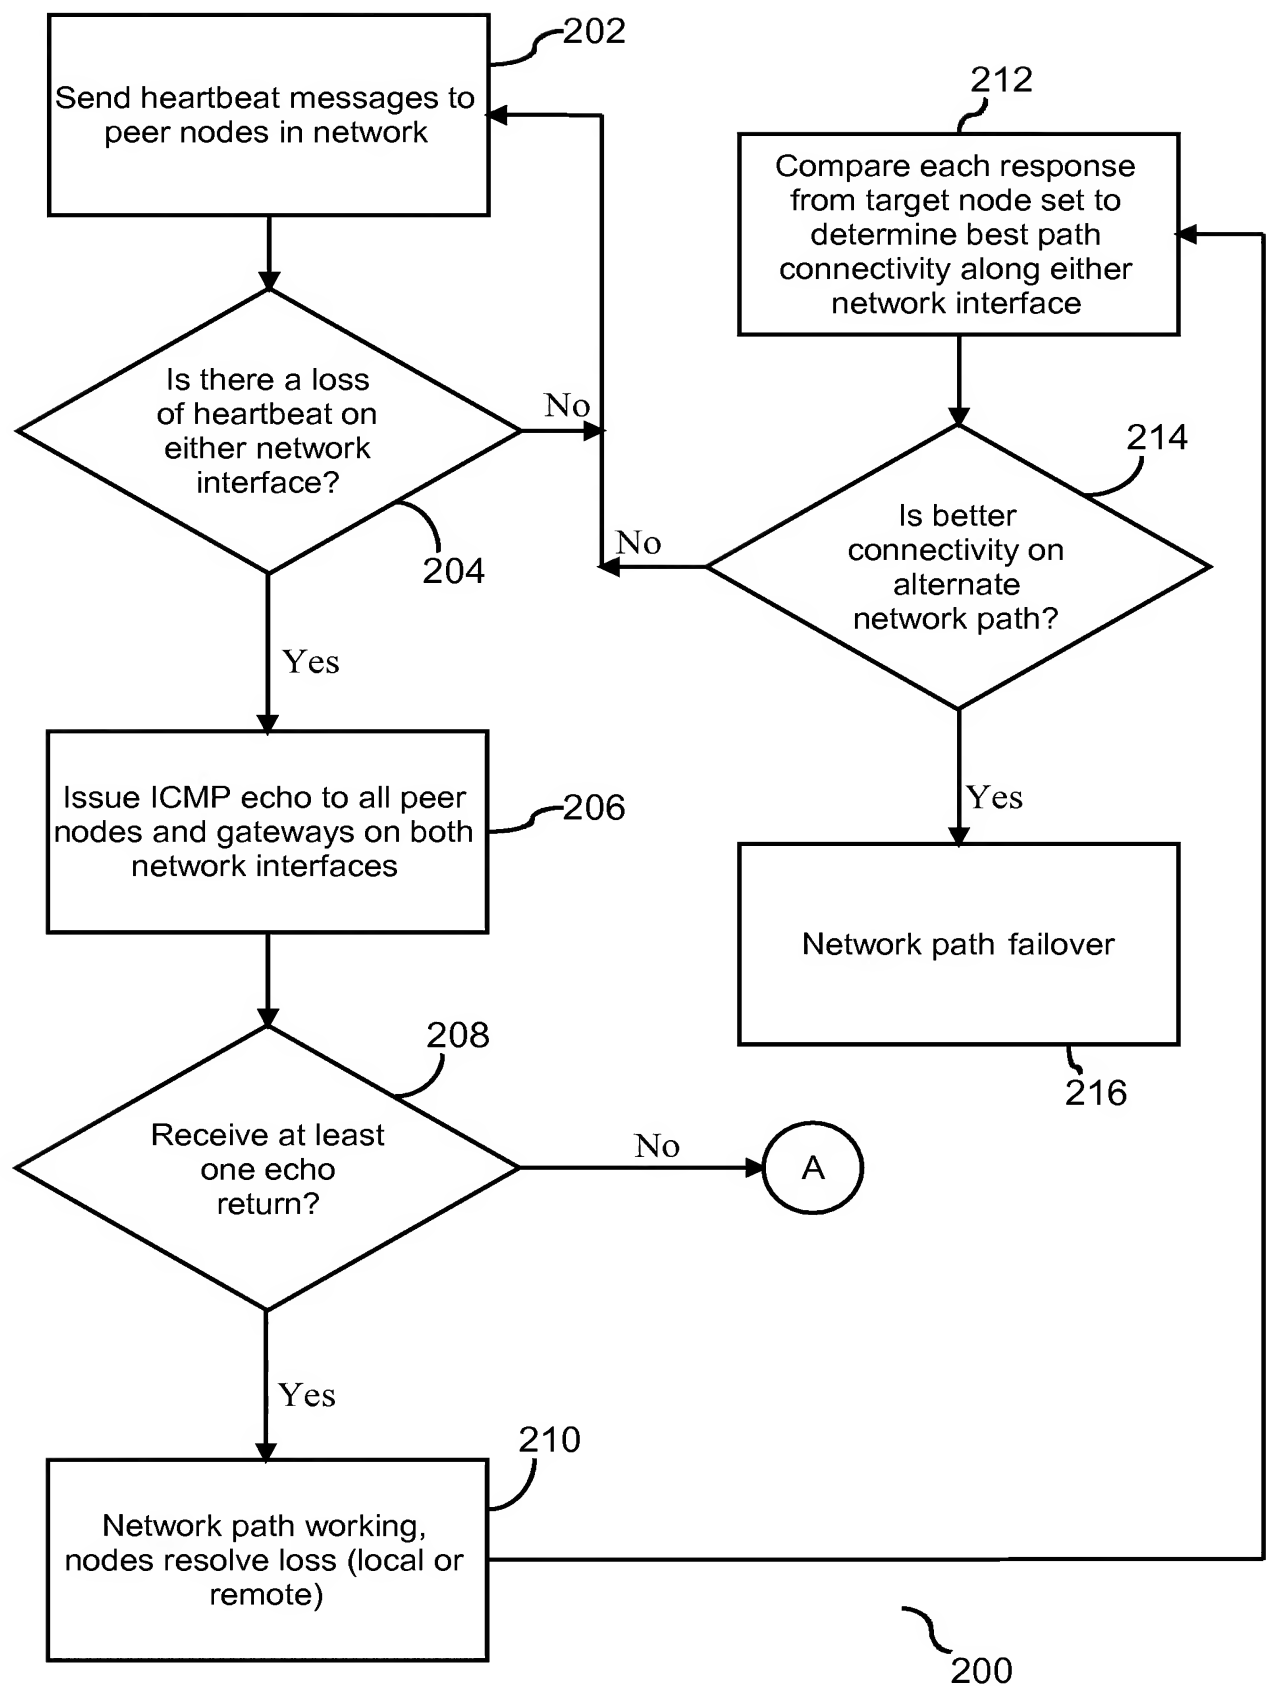 202
Send heartbeat messages to
peer nodes in network
Is there a loss
of heartbeat on
either network
interface?
No
204
Yes
Issue ICMP echo to all peer
nodes and gateways on both
network interfaces
206
208
Receive at least
one echo
return?
No
A
Yes
210
Network path working,
nodes resolve loss (local or
remote)
212
Compare each response
from target node set to
determine best path
connectivity along either
network interface
214
Is better
connectivity on
alternate
network path?
No
Yes
Network path failover
216
200